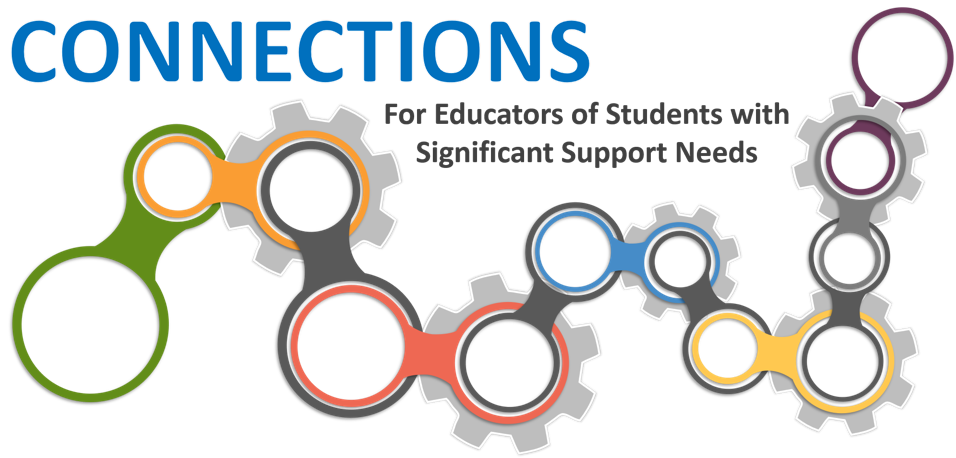 CONNECTIONS
For Educators of Students with
Significant Support Needs